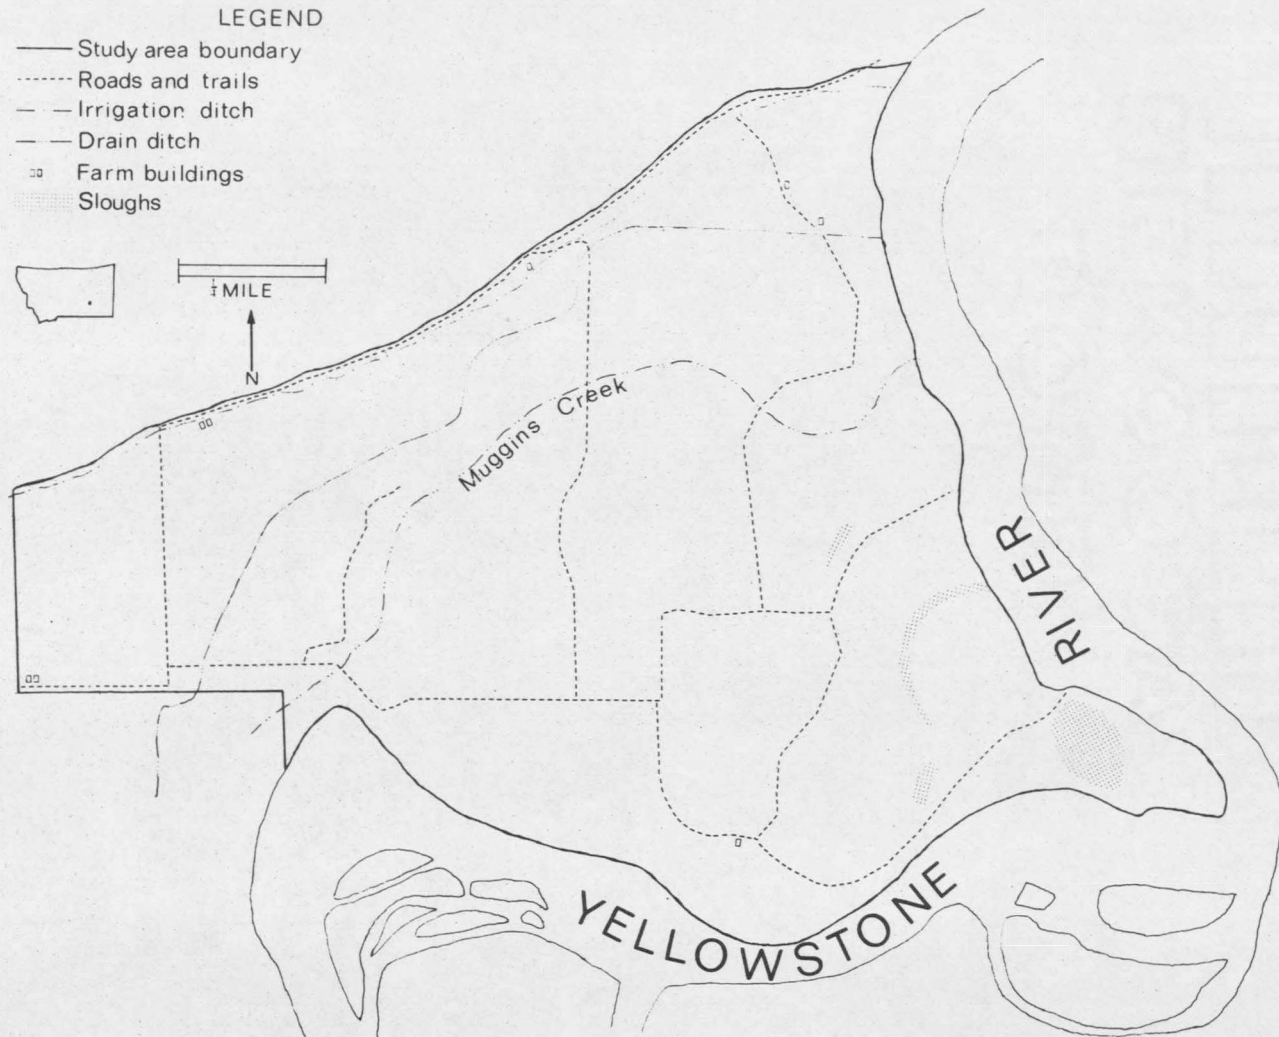 LEGEND
Study area boundary
Roads and trails
Irrigation ditch
Drain ditch
Farm buildings
Sloughs
MILE
N
Muggins Creek
RIVER
YELLOWSTONE